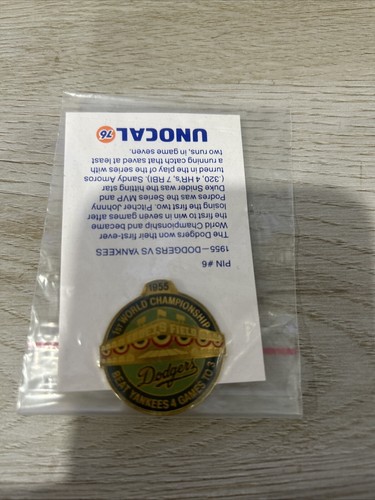 PIN #6
1955—DODGERS VS YANKEES
The Dodgers won their first-ever
World Championship and became
the first to win in seven games after
losing the first two. Pitcher Johnny
Podres was the Series MVP and
Duke Snider was the hitting star
(.320, 4 HR's, 7 RBI). Sandy Amoros
turned in the play of the series with
a running catch that saved at least
two runs, in game seven.
UNOCAL 76
1955
1ST WORLD CHAMPIONSHIP
FIELD
Dodgers
BEAT YANKEES 4 GAMES TO 3